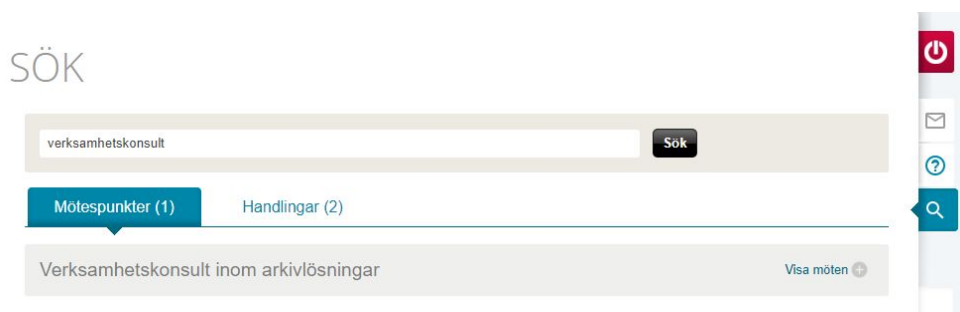 SÖK
verksamhetskonsult
Sök
Mötespunkter (1) Handlingar (2)
Verksamhetskonsult inom arkivlösningar Visa möten